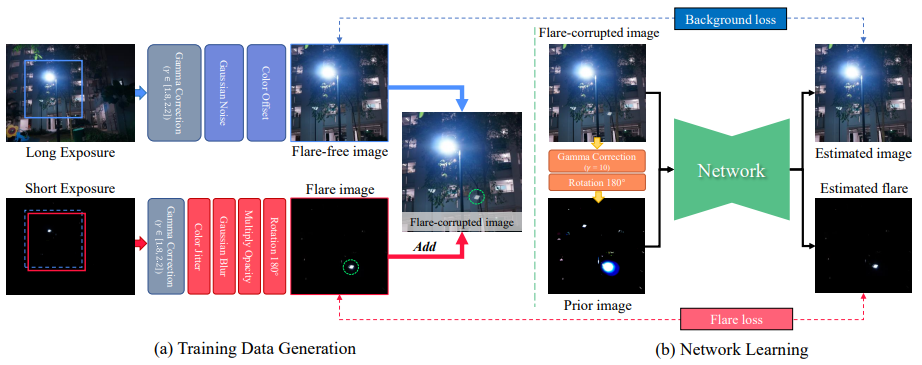 Long Exposure
Gamma Correction
(γ ∈ [1.8, 2.2])
Gaussian Noise
Color Offset
Flare-free image
Short Exposure
Gamma Correction
(γ ∈ [1.8, 2.2])
Color Jitter
Gaussian Blur
Multiply Opacity
Rotation 180°
Flare image
Flare-corrupted image
Add
(a) Training Data Generation
Background loss
Flare-corrupted image
Gamma Correction
(γ = 10)
Rotation 180°
Prior image
Network
Estimated image
Estimated flare
Flare loss
(b) Network Learning